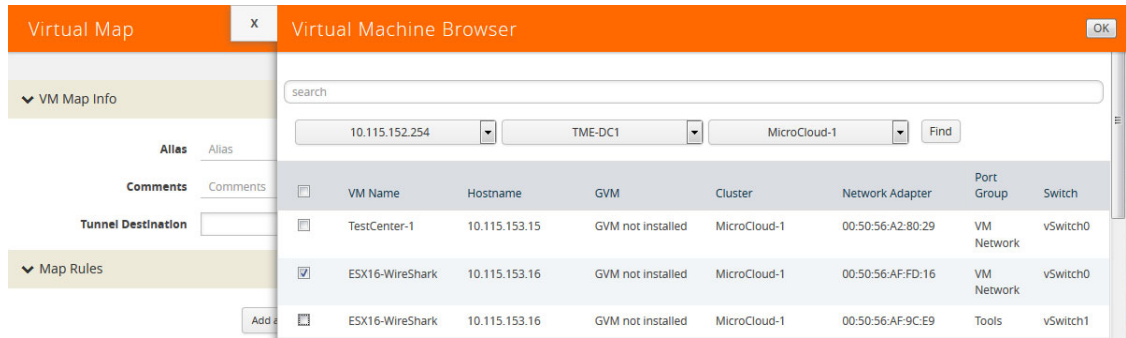 Virtual Map
X
Virtual Machine Browser
OK
VM Map Info
Alias Alias
Comments Comments
Tunnel Destination
Map Rules
search
10.115.152.254 TME-DC1 MicroCloud-1 Find
VM Name Hostname GVM Cluster Network Adapter Port Group Switch
TestCenter-1 10.115.153.15 GVM not installed MicroCloud-1 00:50:56:A2:80:29 VM Network vSwitch0
ESX16-WireShark 10.115.153.16 GVM not installed MicroCloud-1 00:50:56:AF:FD:16 VM Network vSwitch0
ESX16-WireShark 10.115.153.16 GVM not installed MicroCloud-1 00:50:56:AF:9C:E9 Tools vSwitch1